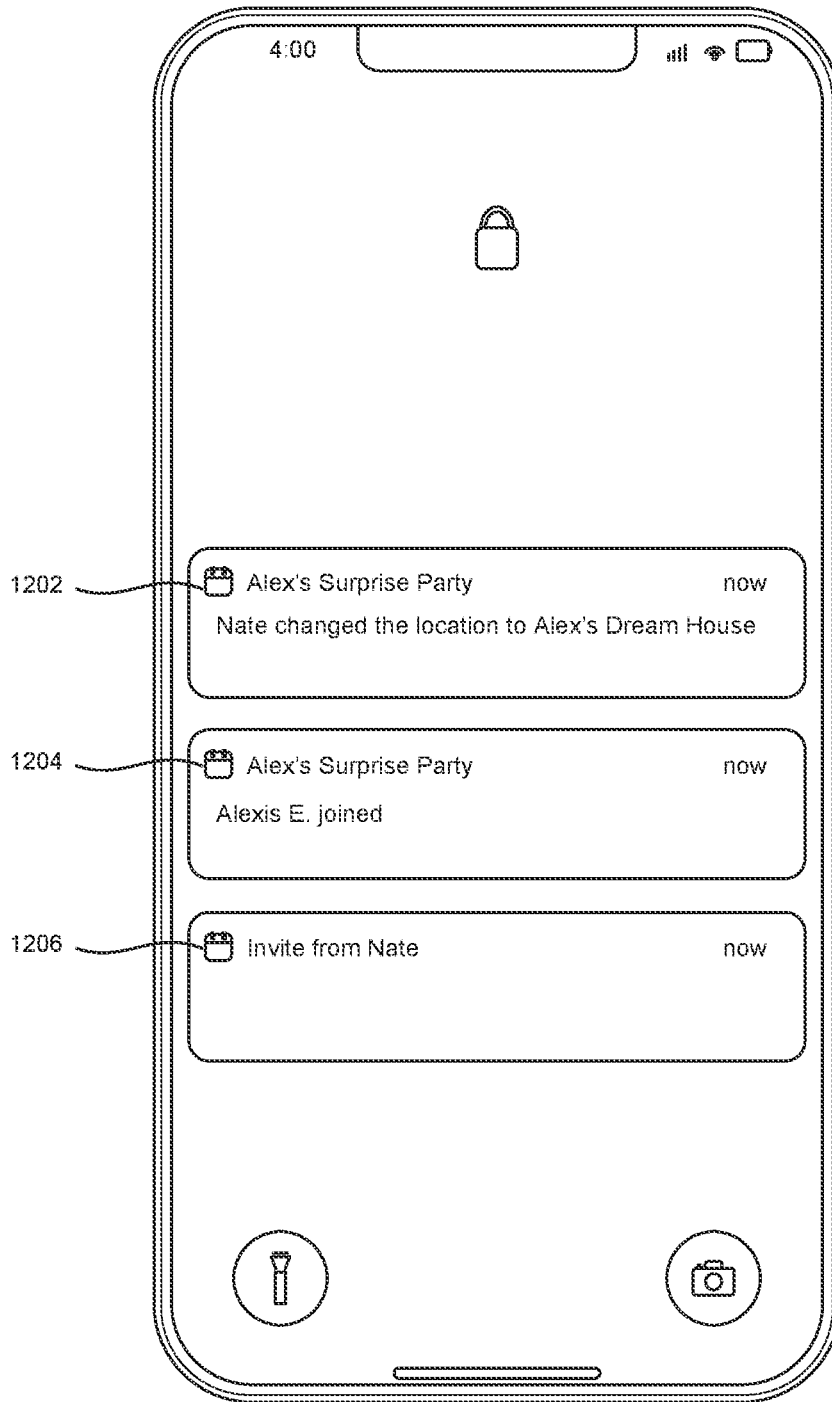 4:00
1202
Alex's Surprise Party now
Nate changed the location to Alex's Dream House
1204
Alex's Surprise Party now
Alexis E. joined
1206
Invite from Nate now